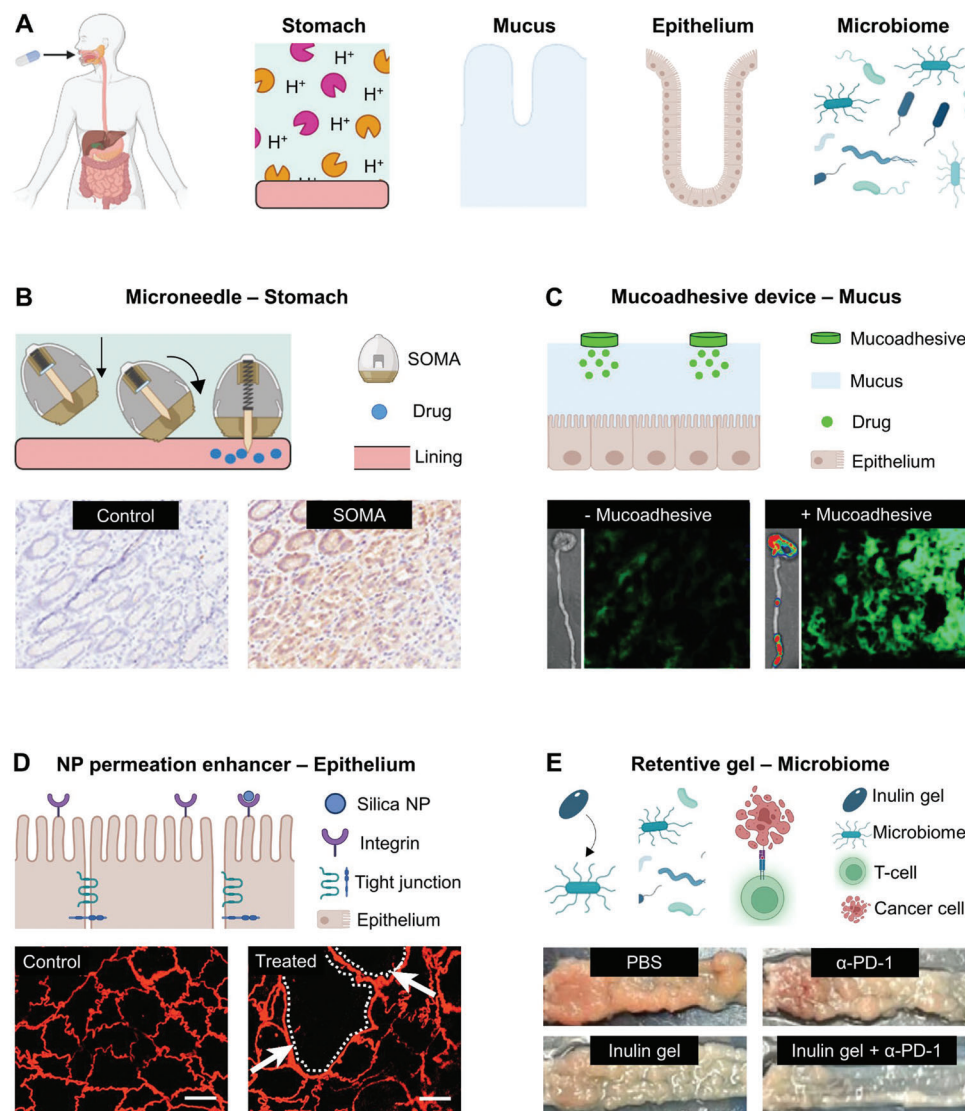 A
Stomach
Mucus
Epithelium
Microbiome
H⁺
H⁺
H⁺
H⁺
H⁺
H⁺
H⁺
B
Microneedle – Stomach
SOMA
Drug
Lining
Control
SOMA
C
Mucoadhesive device – Mucus
Mucoadhesive
Mucus
Drug
Epithelium
- Mucoadhesive
+ Mucoadhesive
D
NP permeation enhancer – Epithelium
Silica NP
Integrin
Tight junction
Epithelium
Control
Treated
E
Retentive gel – Microbiome
Inulin gel
Microbiome
T-cell
Cancer cell
PBS
α-PD-1
Inulin gel
Inulin gel + α-PD-1